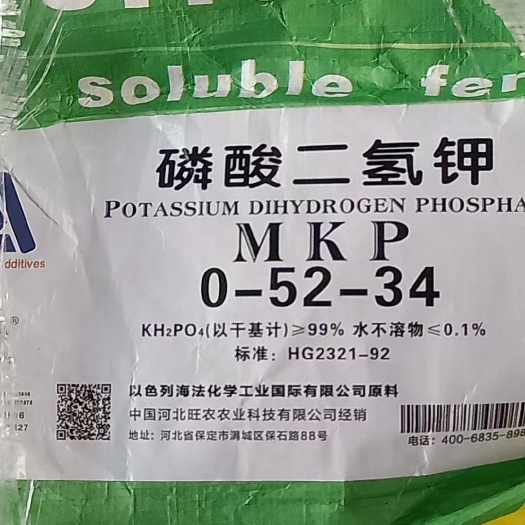 soluble fer
磷酸二氢钾
POTASSIUM DIHYDROGEN PHOSPHA
MKP
0-52-34
KH₂PO₄(以干基计)≥99% 水不溶物≤0.1%
标准：HG2321-92
dditives
以色列海法化学工业国际有限公司原料
中国河北旺农农业科技有限公司经销
地址：河北省保定市满城区保石路88号
电话：400-6835-898